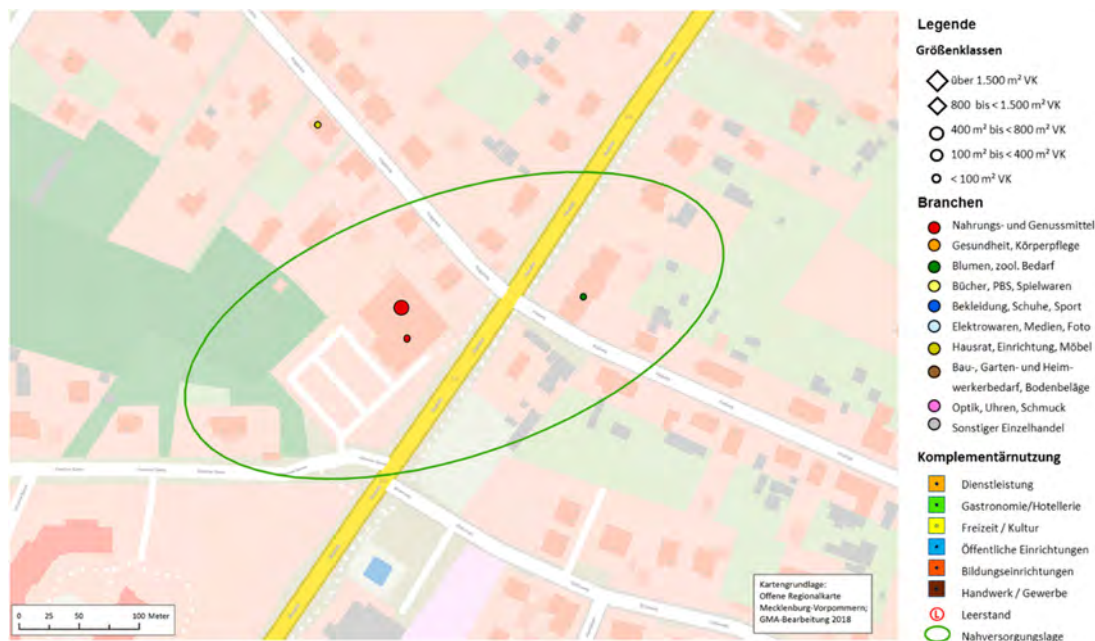 Legende
Größenklassen
über 1.500 m² VK
800 bis < 1.500 m² VK
400 m² bis < 800 m² VK
100 m² bis < 400 m² VK
< 100 m² VK
Branchen
Nahrungs- und Genussmittel
Gesundheit, Körperpflege
Blumen, zool. Bedarf
Bücher, PBS, Spielwaren
Bekleidung, Schuhe, Sport
Elektrowaren, Medien, Foto
Hausrat, Einrichtung, Möbel
Bau-, Garten- und Heim-
werkerbedarf, Bodenbeläge
Optik, Uhren, Schmuck
Sonstiger Einzelhandel
Komplementärnutzung
Dienstleistung
Gastronomie/Hotellerie
Freizeit / Kultur
Öffentliche Einrichtungen
Bildungseinrichtungen
Handwerk / Gewerbe
L Leerstand
Nahversorgungslage
Kartengrundlage:
Offene Regionalkarte
Mecklenburg-Vorpommern;
GMA-Bearbeitung 2018
0 25 50 100 Meter